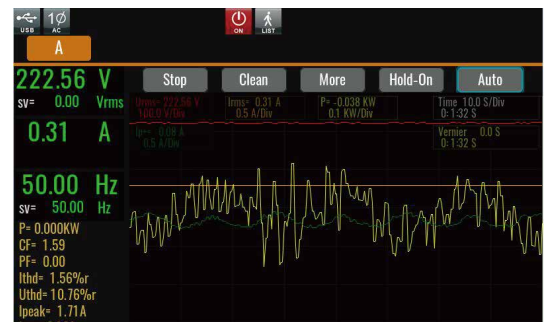 USB
1Ø
AC
ON
LIST
A
222.56 V
SV= 0.00 Vrms
0.31 A
50.00 Hz
SV= 50.00 Hz
P= 0.000KW
CF= 1.59
PF= 0.00
Ithd= 1.56%r
Uthd= 10.76%r
Ipeak= 1.71A
Stop
Clean
More
Hold-On
Auto
Urms= 222.56 V
100.0 V/Div
Irms= 0.31 A
0.5 A/Div
P= -0.038 KW
0.1 KW/Div
Time 10.0 S/Div
0: 1:32 S
0.08 A
0.5 A/Div
Vernier 0.0 S
0: 1:32 S